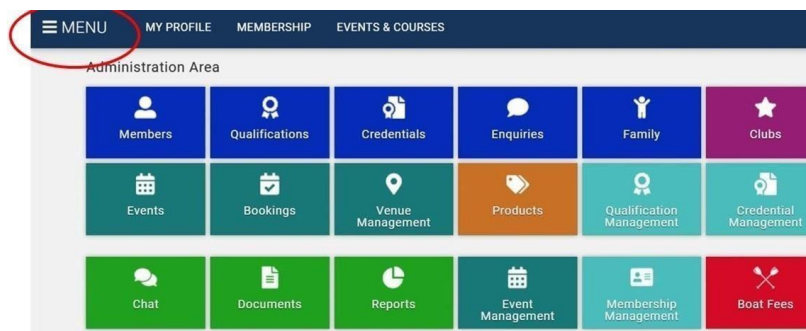 MENU MY PROFILE MEMBERSHIP EVENTS & COURSES
Administration Area
Members Qualifications Credentials Enquiries Family Clubs
Events Bookings Venue Management Products Qualification Management Credential Management
Chat Documents Reports Event Management Membership Management Boat Fees